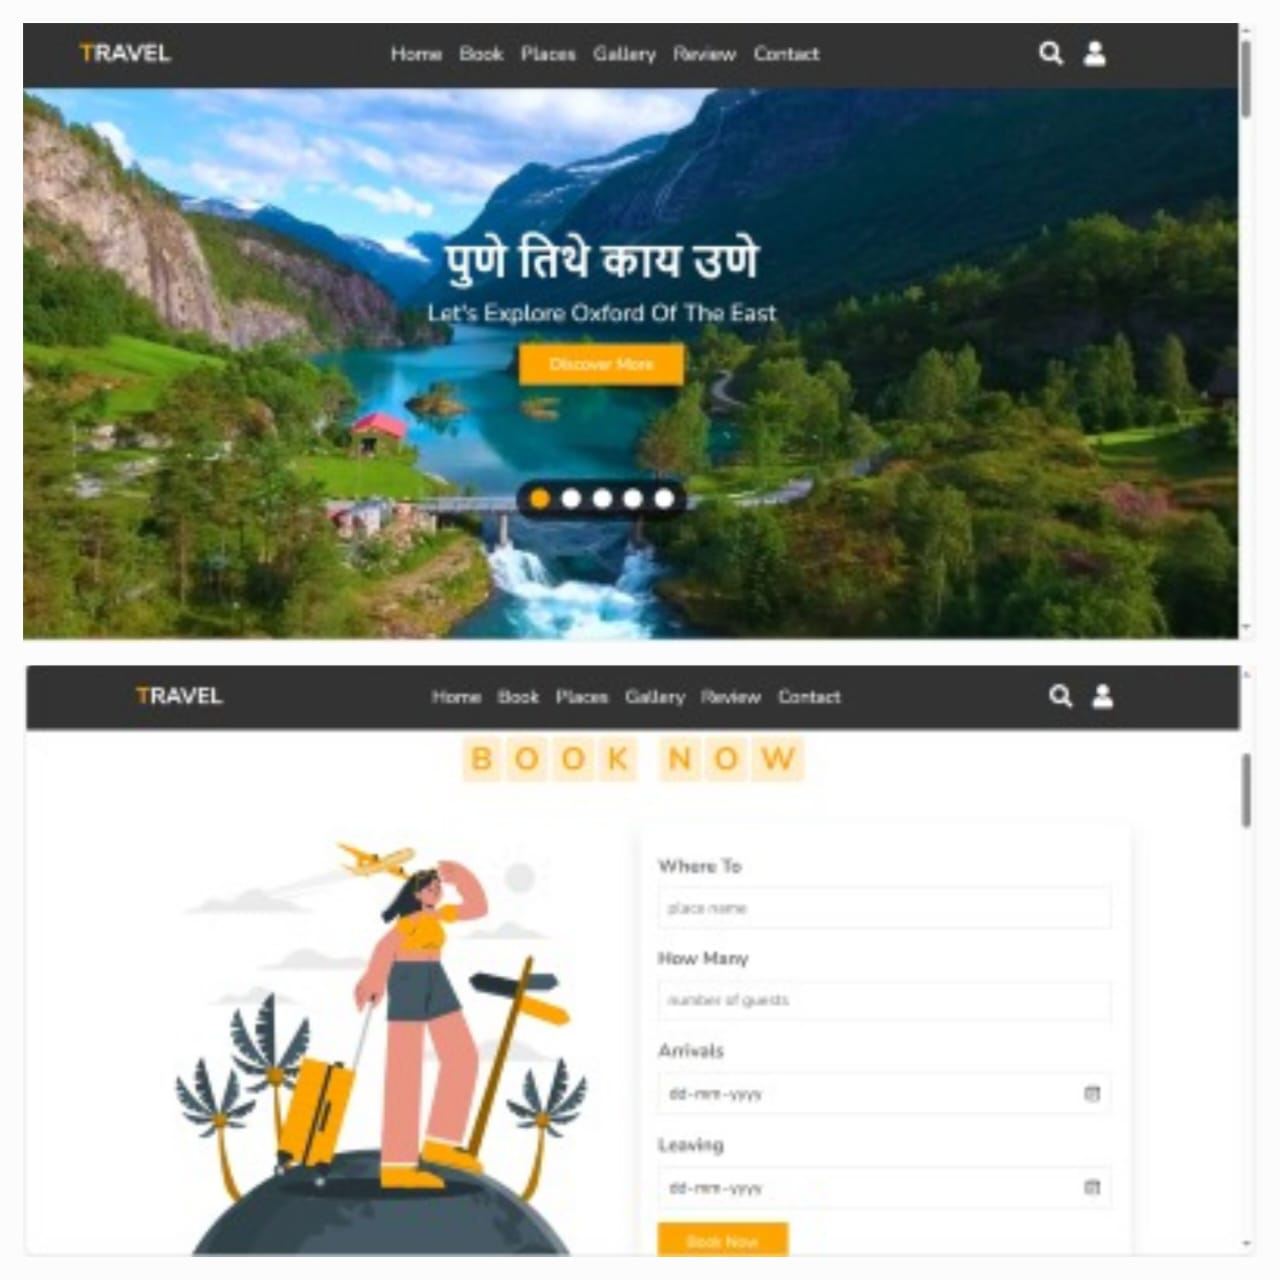 TRAVEL
Home Book Places Gallery Review Contact
पुणे तिथे काय उणे
Let's Explore Oxford Of The East
Discover More
TRAVEL
Home Book Places Gallery Review Contact
BOOK NOW
Where To
place name
How Many
number of guests
Arrivals
dd-mm-yyyy
Leaving
dd-mm-yyyy
Book Now